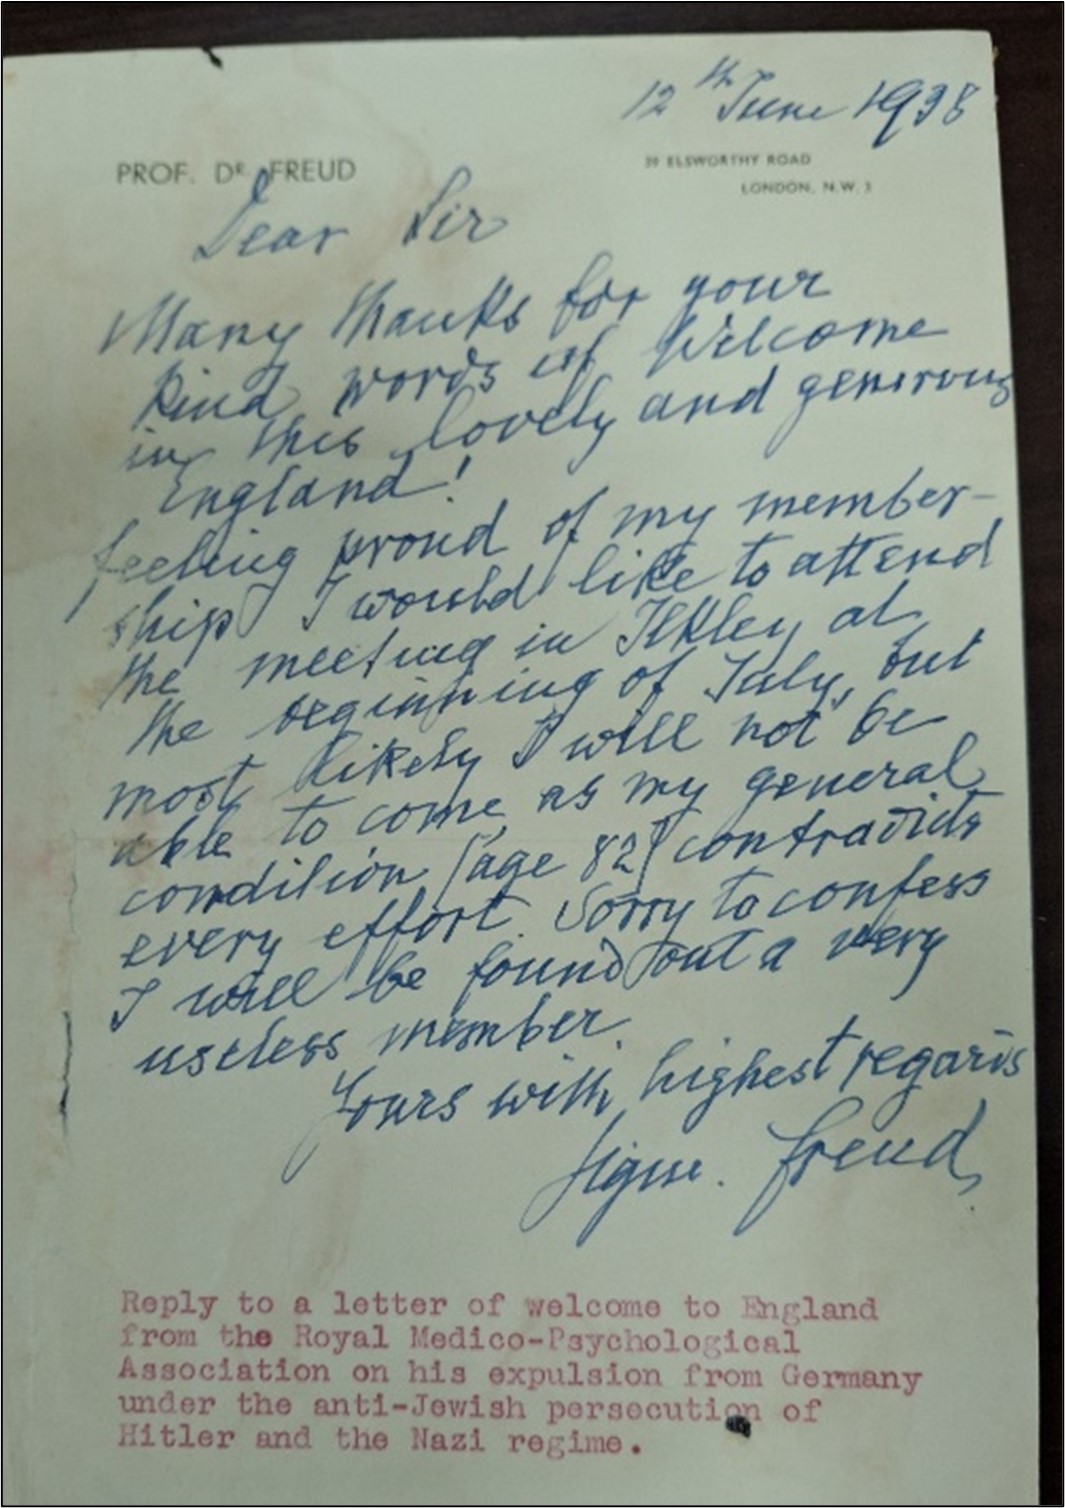 12th June 1938
PROF. DR. FREUD
39 ELSWORTHY ROAD
LONDON, N.W.3
Dear Sir
Many thanks for your
kind words of Welcome
in this lovely and generous
England!
feeling proud of my member-
ship I would like to attend
the meeting in Ilkley at
the beginning of July, but
most likely I will not be
able to come, as my general
condition (age 82) contradicts
every effort. Sorry to confess
I will be found out a very
useless member.
Yours with highest regards
Sigm. Freud
Reply to a letter of welcome to England
from the Royal Medico-Psychological
Association on his expulsion from Germany
under the anti-Jewish persecution of
Hitler and the Nazi regime.